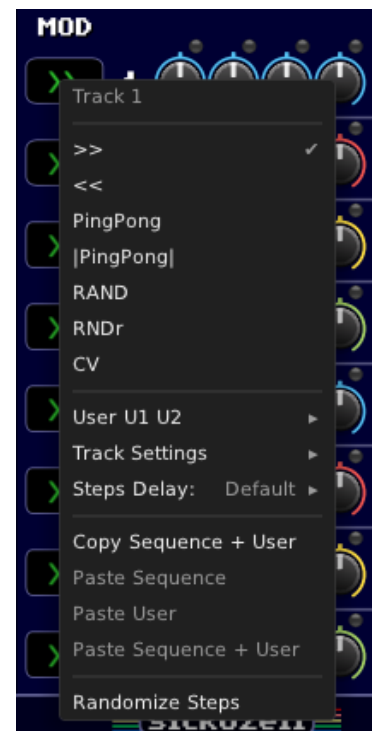 MOD
Track 1
>>
<<
PingPong
|PingPong|
RAND
RNDr
CV
User U1 U2
Track Settings
Steps Delay: Default
Copy Sequence + User
Paste Sequence
Paste User
Paste Sequence + User
Randomize Steps